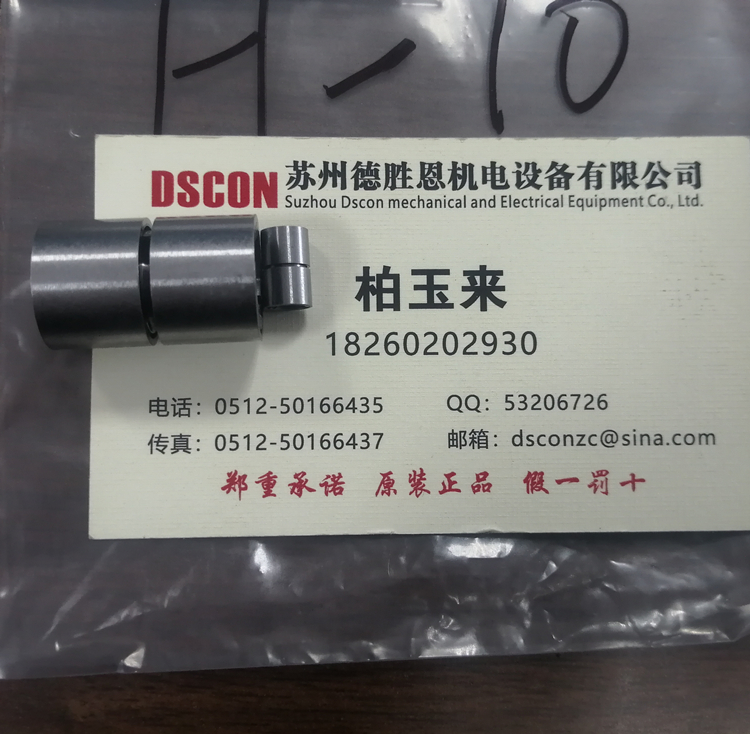 H-10
DSCON 苏州德胜恩机电设备有限公司
Suzhou Dscon mechanical and Electrical Equipment Co., Ltd.
柏玉来
18260202930
电话：0512-50166435 QQ：53206726
传真：0512-50166437 邮箱：dsconzc@sina.com
郑重承诺 原装正品 假一罚十